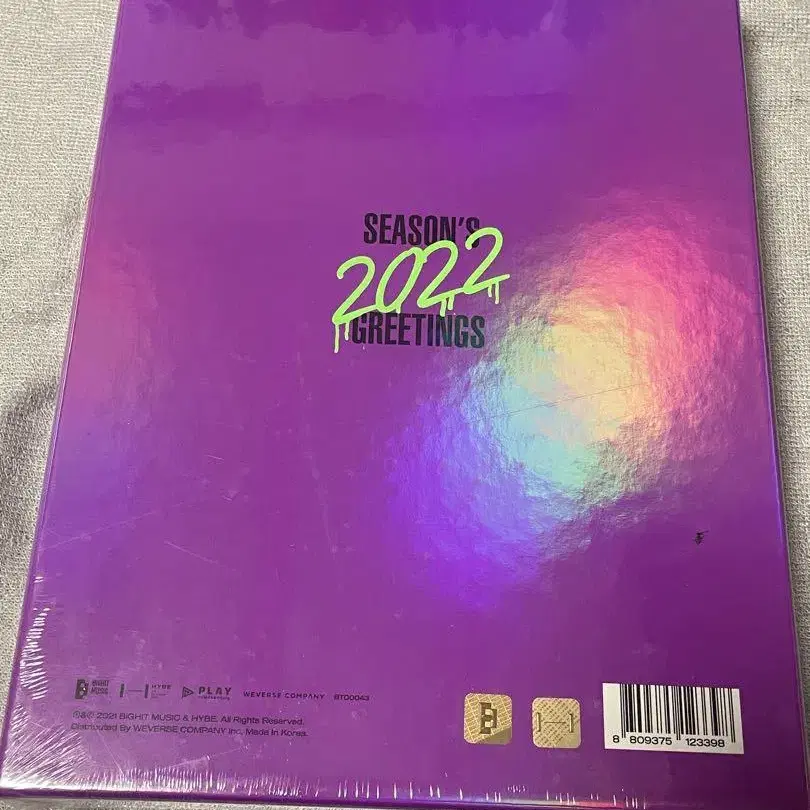 SEASON'S
2022
GREETINGS
BIGHIT MUSIC HYBE PLAY WEVERSE COMPANY BTD0043
℗&© 2021 BIGHIT MUSIC & HYBE. All Rights Reserved.
Distributed By WEVERSE COMPANY Inc. Made In Korea.
8 809375 123398